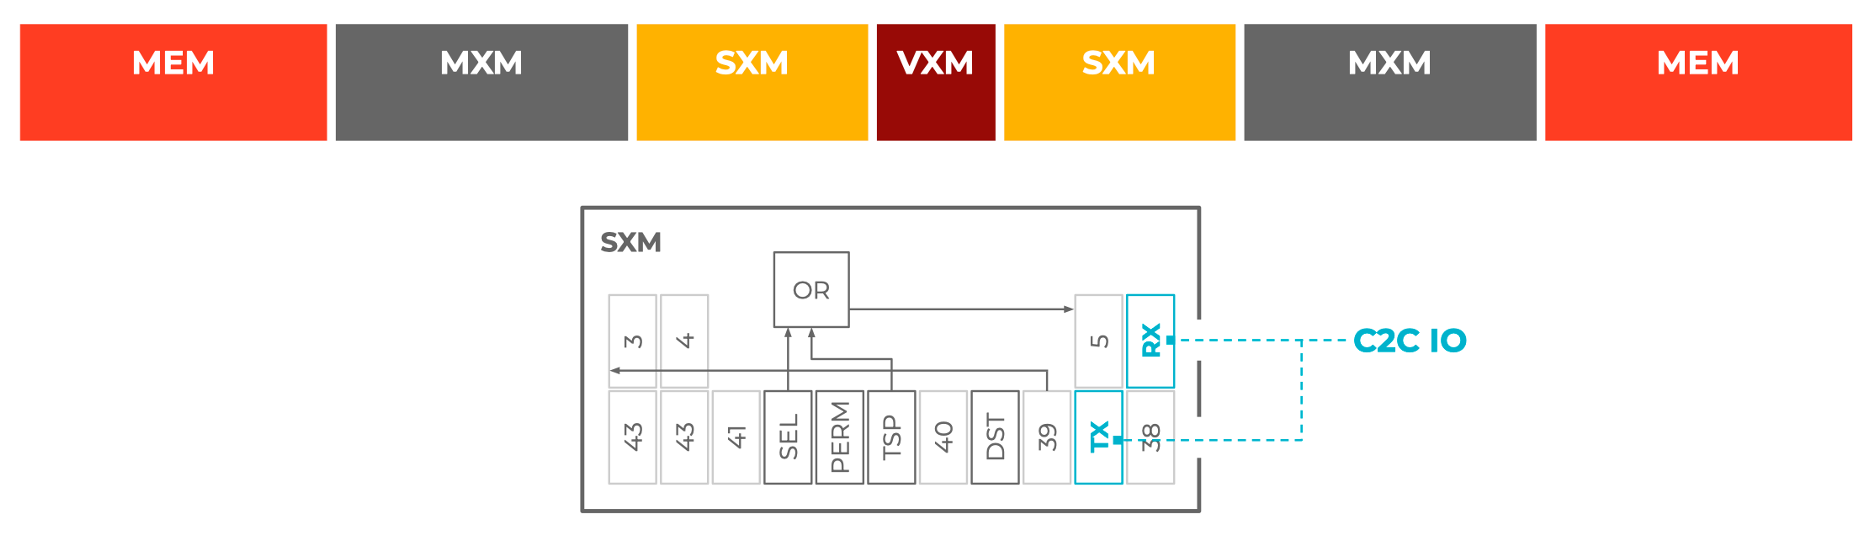 MEM MXM SXM VXM SXM MXM MEM
SXM
OR
3 4 5 RX
C2C IO
43 43 41 SEL PERM TSP 40 DST 39 TX 38